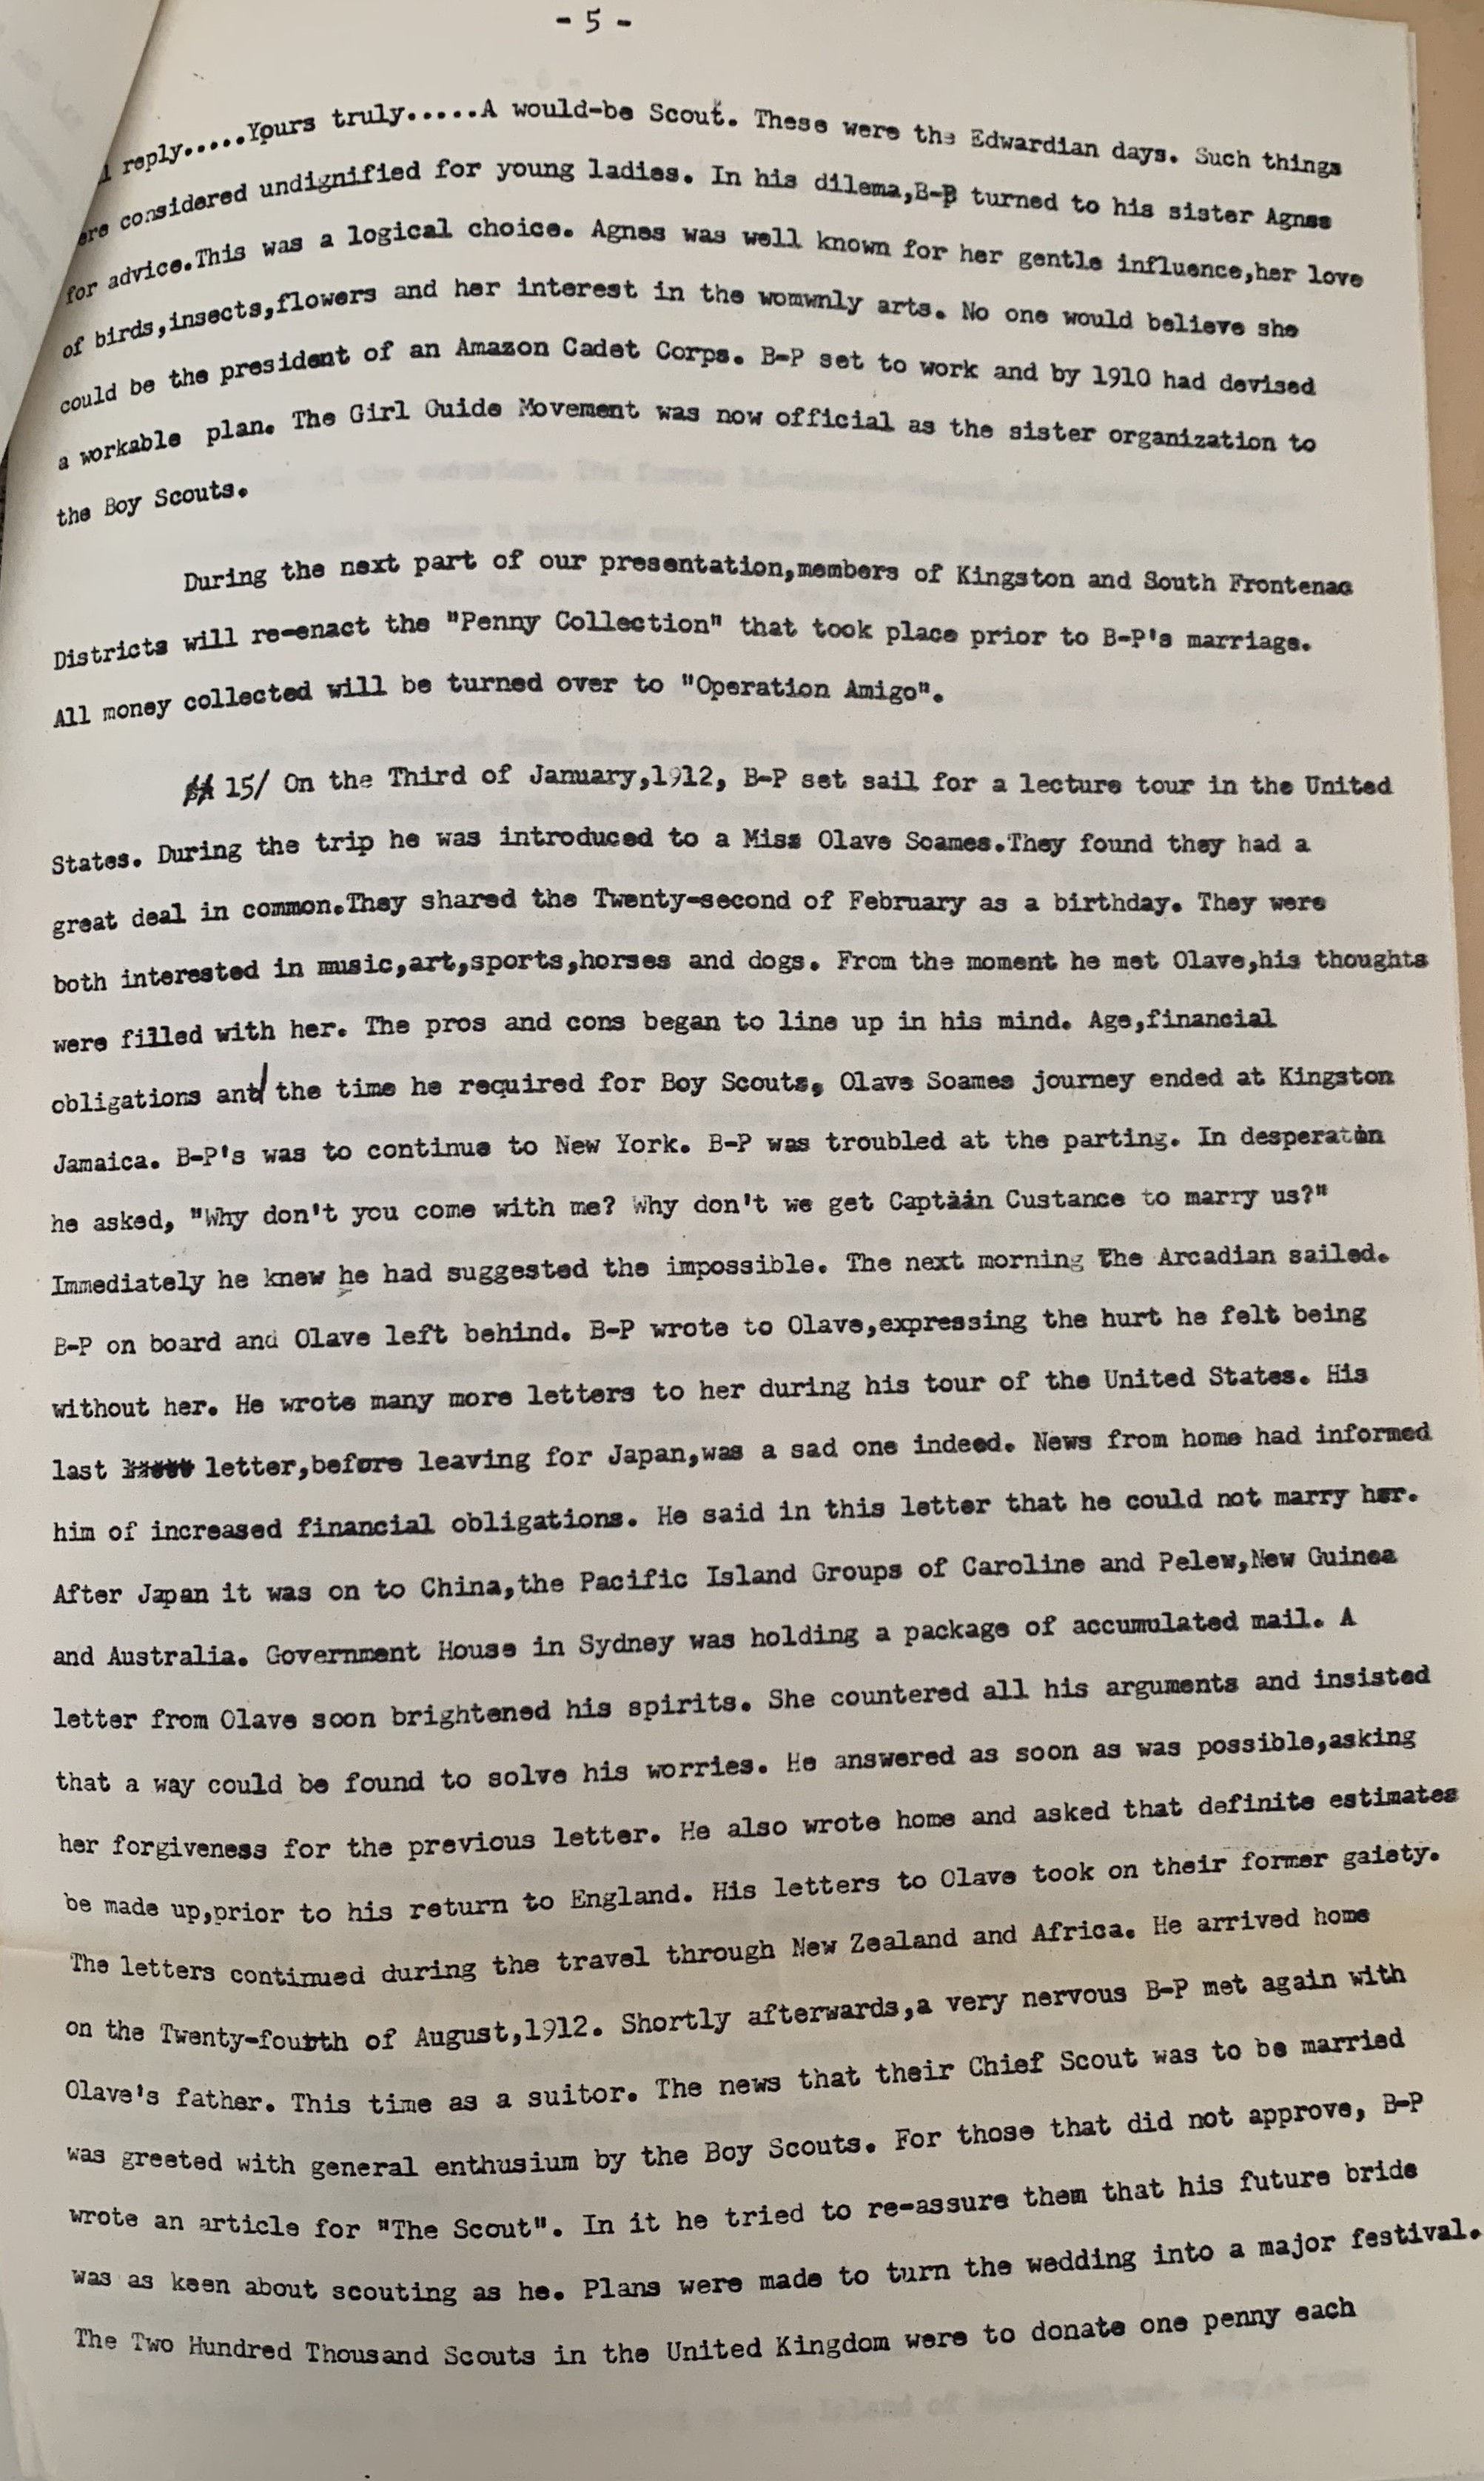 - 5 -
reply.....Yours truly.....A would-be Scout. These were the Edwardian days. Such things
ere considered undignified for young ladies. In his dilema,B-P turned to his sister Agnes
for advice.This was a logical choice. Agnes was well known for her gentle influence,her love
of birds,insects,flowers and her interest in the womwnly arts. No one would believe she
could be the president of an Amazon Cadet Corps. B-P set to work and by 1910 had devised
a workable plan. The Girl Guide Movement was now official as the sister organization to
the Boy Scouts.
During the next part of our presentation,members of Kingston and South Frontenac
Districts will re-enact the "Penny Collection" that took place prior to B-P's marriage.
All money collected will be turned over to "Operation Amigo".
15/ On the Third of January,1912, B-P set sail for a lecture tour in the United
States. During the trip he was introduced to a Miss Olave Soames.They found they had a
great deal in common.They shared the Twenty-second of February as a birthday. They were
both interested in music,art,sports,horses and dogs. From the moment he met Olave,his thoughts
were filled with her. The pros and cons began to line up in his mind. Age,financial
obligations and the time he required for Boy Scouts, Olave Soames journey ended at Kingston
Jamaica. B-P's was to continue to New York. B-P was troubled at the parting. In desperaton
he asked, "Why don't you come with me? Why don't we get Captain Custance to marry us?"
Immediately he knew he had suggested the impossible. The next morning the Arcadian sailed.
B-P on board and Olave left behind. B-P wrote to Olave,expressing the hurt he felt being
without her. He wrote many more letters to her during his tour of the United States. His
last letter,before leaving for Japan,was a sad one indeed. News from home had informed
him of increased financial obligations. He said in this letter that he could not marry her.
After Japan it was on to China,the Pacific Island Groups of Caroline and Pelew,New Guinea
and Australia. Government House in Sydney was holding a package of accumulated mail. A
letter from Olave soon brightened his spirits. She countered all his arguments and insisted
that a way could be found to solve his worries. He answered as soon as was possible,asking
her forgiveness for the previous letter. He also wrote home and asked that definite estimates
be made up,prior to his return to England. His letters to Olave took on their former gaiety.
The letters continued during the travel through New Zealand and Africa. He arrived home
on the Twenty-fourth of August,1912. Shortly afterwards,a very nervous B-P met again with
Olave's father. This time as a suitor. The news that their Chief Scout was to be married
was greeted with general enthusium by the Boy Scouts. For those that did not approve, B-P
wrote an article for "The Scout". In it he tried to re-assure them that his future bride
was as keen about scouting as he. Plans were made to turn the wedding into a major festival.
The Two Hundred Thousand Scouts in the United Kingdom were to donate one penny each